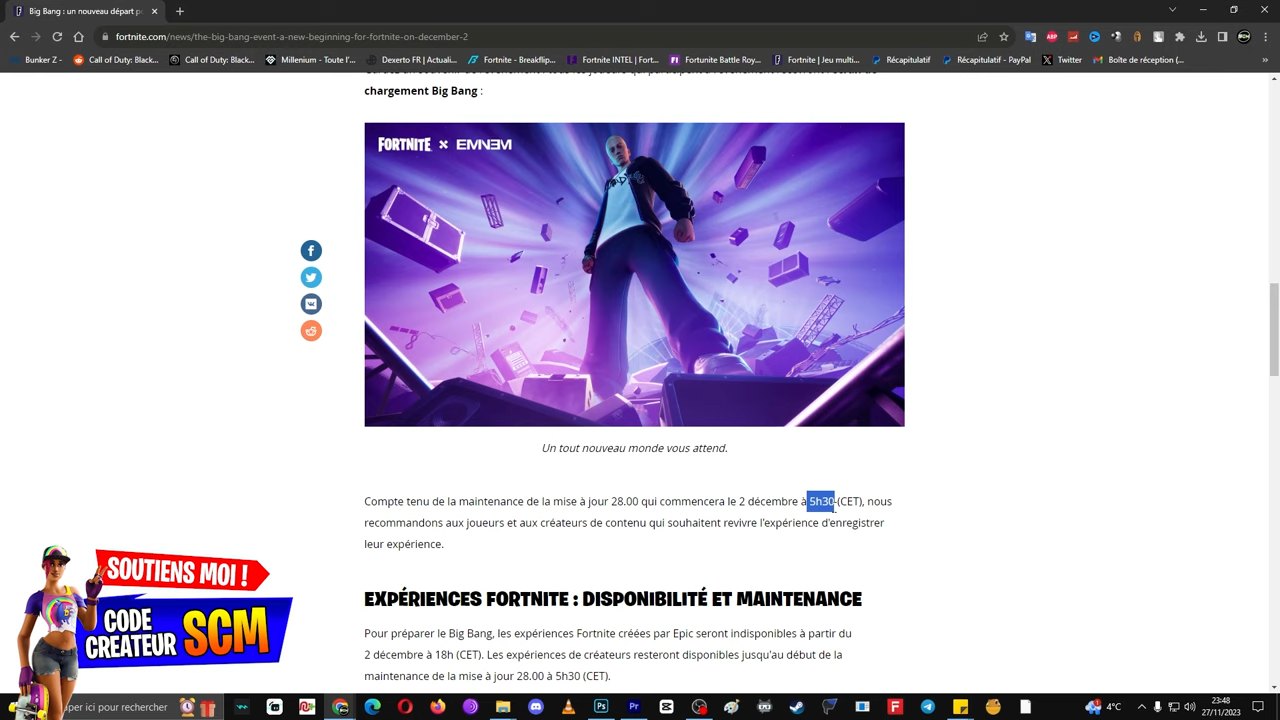 Big Bang : un nouveau départ p
fortnite.com/news/the-big-bang-event-a-new-beginning-for-fortnite-on-december-2
Bunker Z - Call of Duty: Black... Call of Duty: Black... Millenium - Toute l'... Dexerto FR | Actuali... Fortnite - Breakflip... Fortnite INTEL | Fort... Fortunite Battle Roy... Fortnite | Jeu multi... Récapitulatif Récapitulatif - PayPal Twitter Boîte de réception (...
chargement Big Bang :
FORTNITE × EMINEM
Un tout nouveau monde vous attend.
Compte tenu de la maintenance de la mise à jour 28.00 qui commencera le 2 décembre à 5h30 (CET), nous
recommandons aux joueurs et aux créateurs de contenu qui souhaitent revivre l'expérience d'enregistrer
leur expérience.
EXPÉRIENCES FORTNITE : DISPONIBILITÉ ET MAINTENANCE
Pour préparer le Big Bang, les expériences Fortnite créées par Epic seront indisponibles à partir du
2 décembre à 18h (CET). Les expériences de créateurs resteront disponibles jusqu'au début de la
maintenance de la mise à jour 28.00 à 5h30 (CET).
SOUTIENS MOI !
CODE
CRÉATEUR SCM
aper ici pour rechercher
4°C
23:48
27/11/2023